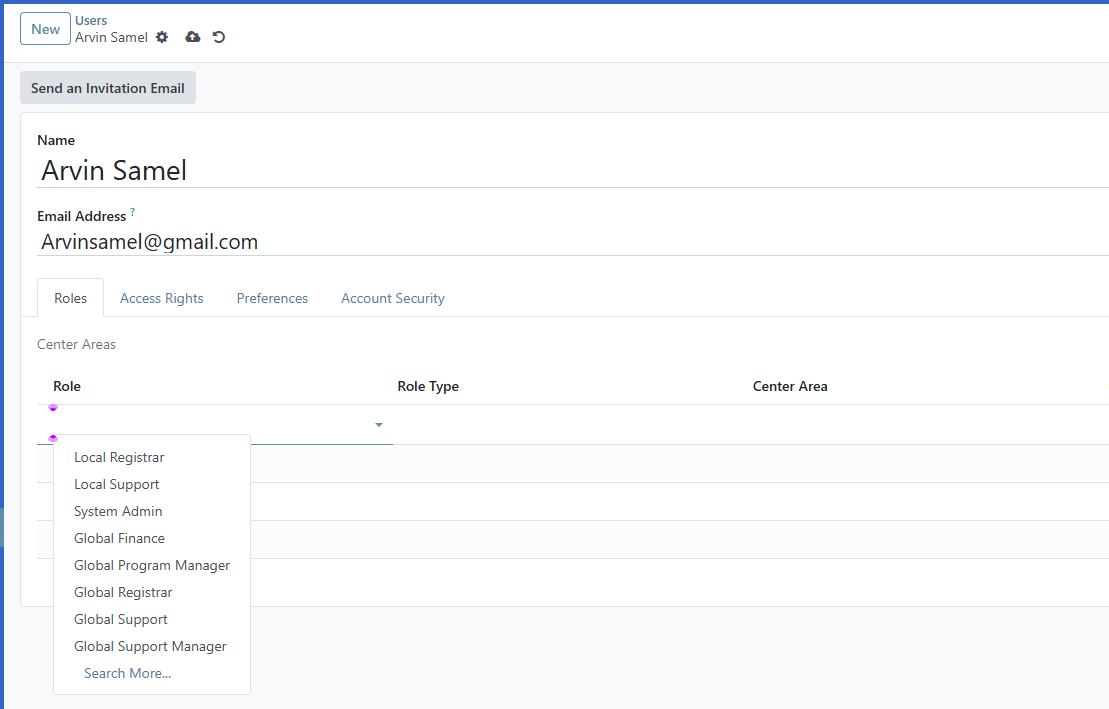 New
Users
Arvin Samel
Send an Invitation Email
Name
Arvin Samel
Email Address ?
Arvinsamel@gmail.com
Roles Access Rights Preferences Account Security
Center Areas
Role Role Type Center Area
Local Registrar
Local Support
System Admin
Global Finance
Global Program Manager
Global Registrar
Global Support
Global Support Manager
Search More...